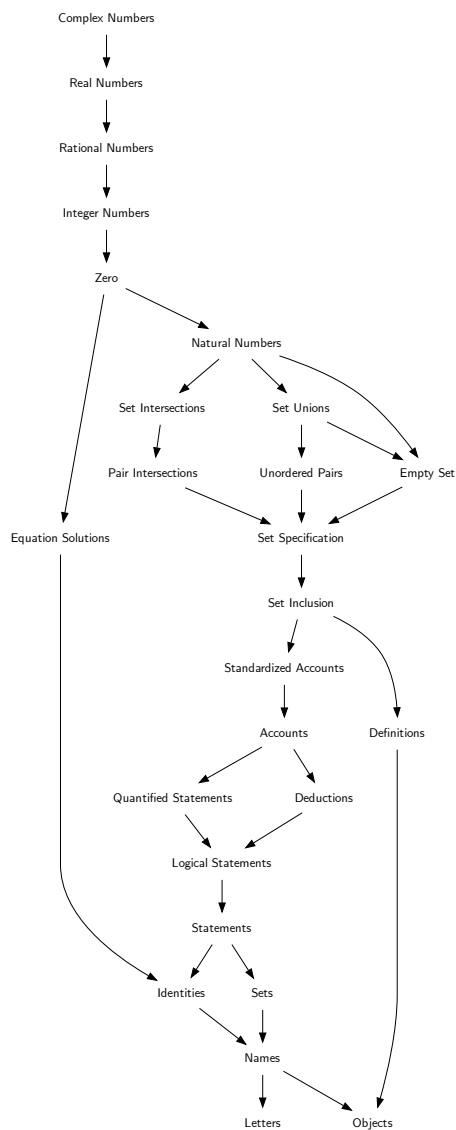 Complex Numbers
Real Numbers
Rational Numbers
Integer Numbers
Zero
Natural Numbers
Set Intersections
Set Unions
Pair Intersections
Unordered Pairs
Empty Set
Equation Solutions
Set Specification
Set Inclusion
Standardized Accounts
Accounts
Definitions
Quantified Statements
Deductions
Logical Statements
Statements
Identities
Sets
Names
Letters
Objects